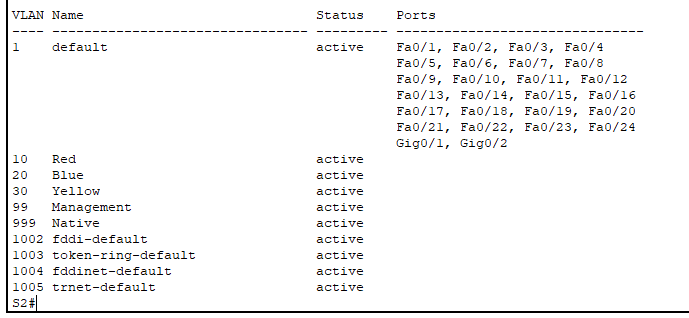 VLAN Name                             Status    Ports
---- -------------------------------- --------- -------------------------------
1    default                          active    Fa0/1, Fa0/2, Fa0/3, Fa0/4
                                                Fa0/5, Fa0/6, Fa0/7, Fa0/8
                                                Fa0/9, Fa0/10, Fa0/11, Fa0/12
                                                Fa0/13, Fa0/14, Fa0/15, Fa0/16
                                                Fa0/17, Fa0/18, Fa0/19, Fa0/20
                                                Fa0/21, Fa0/22, Fa0/23, Fa0/24
                                                Gig0/1, Gig0/2
10   Red                              active
20   Blue                             active
30   Yellow                           active
99   Management                       active
999  Native                           active
1002 fddi-default                     active
1003 token-ring-default               active
1004 fddinet-default                  active
1005 trnet-default                    active
S2#